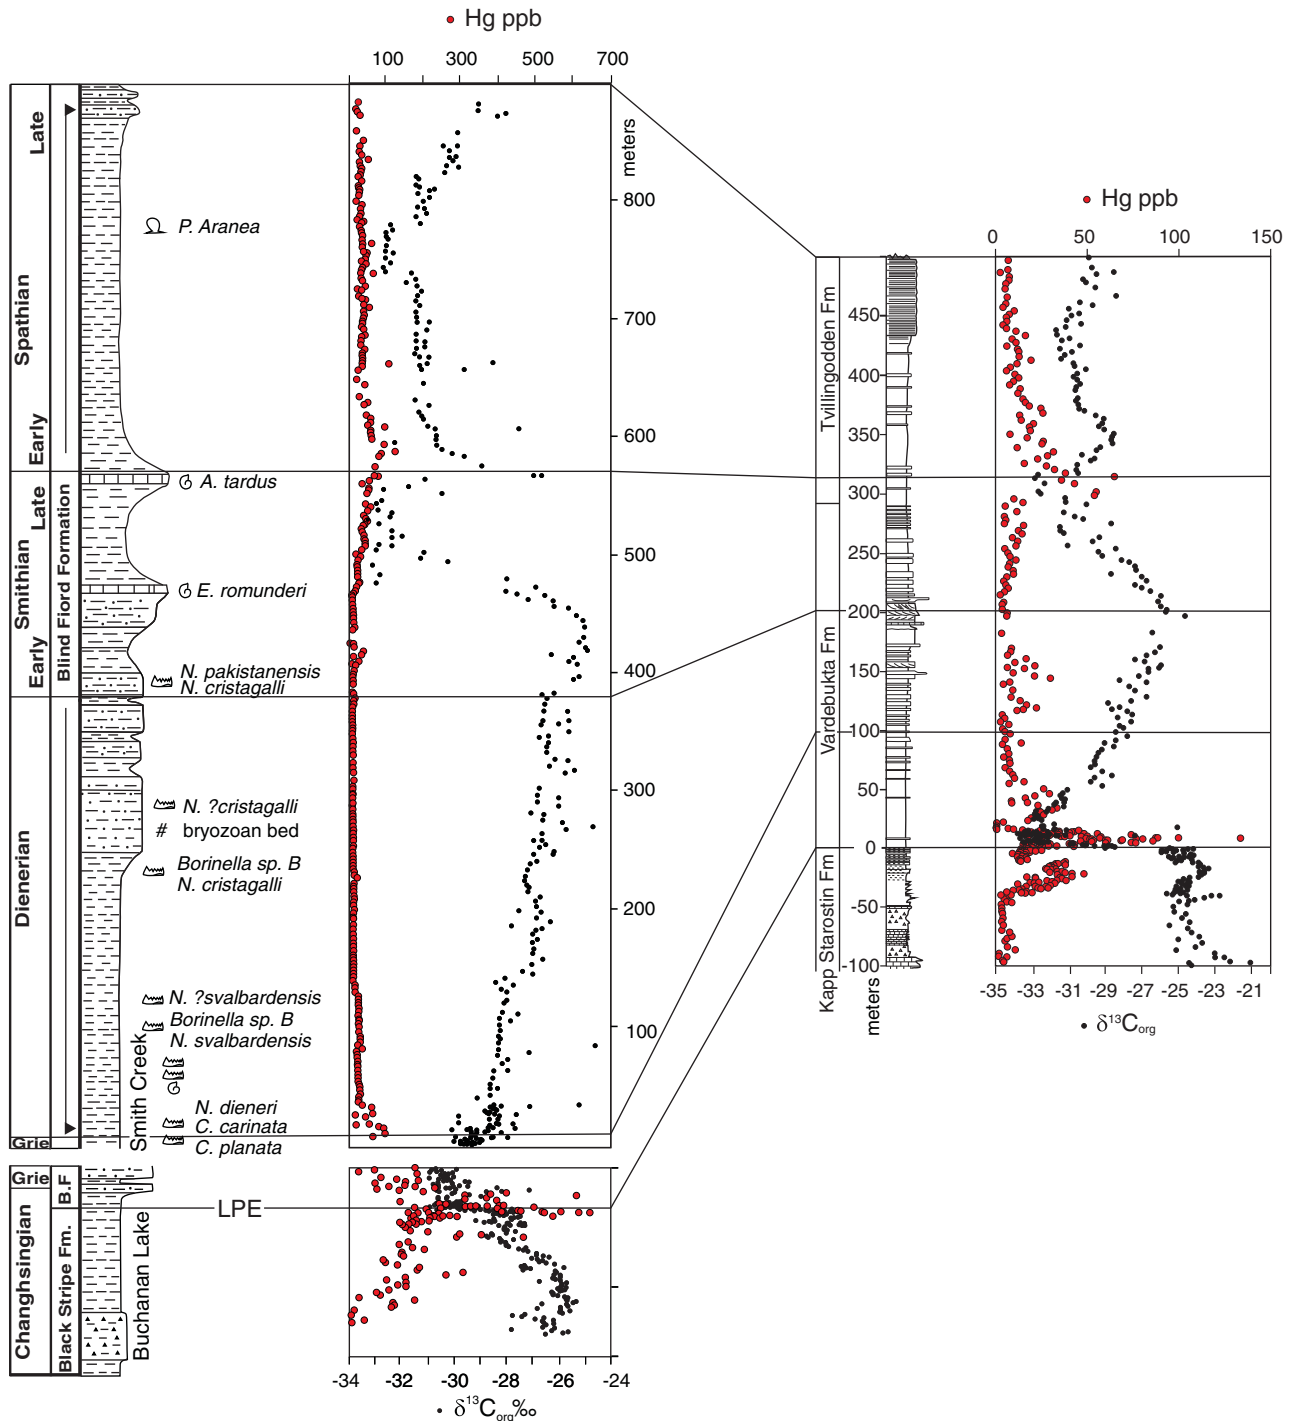 Hg ppb
100 300 500 700
meters
800
700
600
500
400
300
200
100
Late
Spathian
Early
Late
Smithian
Early
Dienerian
Grie
Blind Fiord Formation
Smith Creek
P. Aranea
A. tardus
E. romunderi
N. pakistanensis
N. cristagalli
N. ?cristagalli
# bryozoan bed
Borinella sp. B
N. cristagalli
N. ?svalbardensis
Borinella sp. B
N. svalbardensis
N. dieneri
C. carinata
C. planata
Grie
Changhsingian
B.F
Black Stripe Fm.
Buchanan Lake
LPE
-34 -32 -30 -28 -26 -24
δ13Corg‰
Hg ppb
0 50 100 150
Tvillingodden Fm
Vardebukta Fm
Kapp Starostin Fm
450
400
350
300
250
200
150
100
50
0
-50
-100
meters
-35 -33 -31 -29 -27 -25 -23 -21
δ13Corg